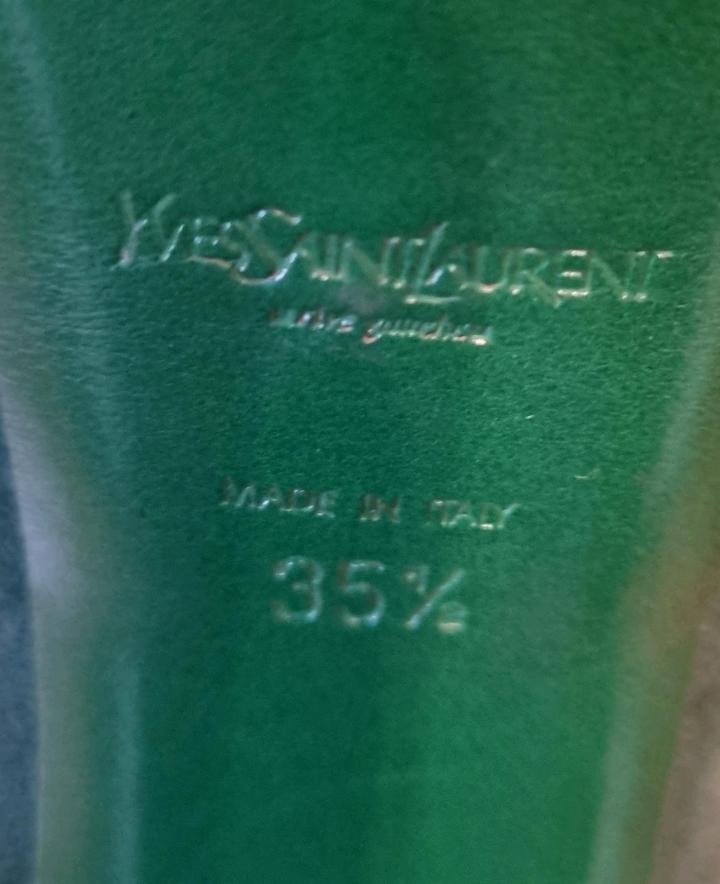 YVESSAINTLAURENT
rive gauche
MADE IN ITALY
35½